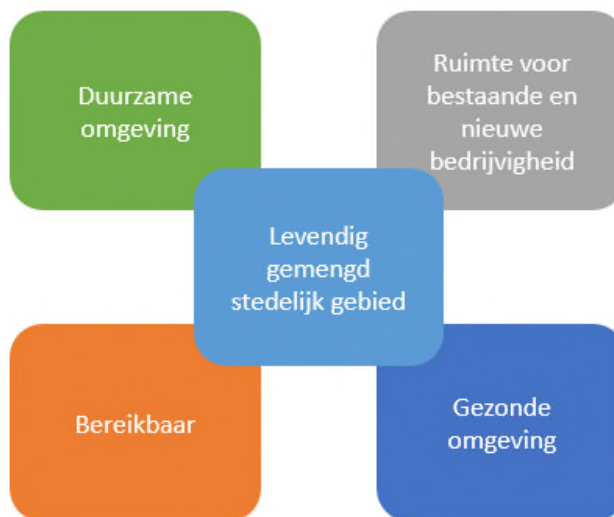 Duurzame
omgeving
Ruimte voor
bestaande en
nieuwe
bedrijvigheid
Levendig
gemengd
stedelijk gebied
Bereikbaar
Gezonde
omgeving